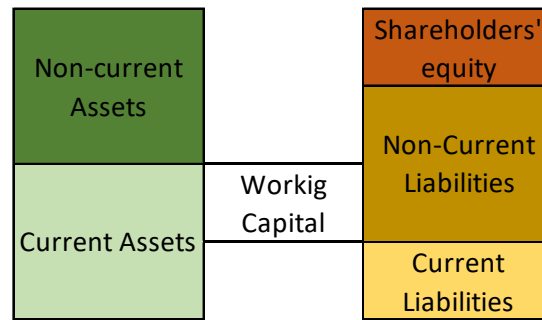 Non-current
Assets
Current Assets
Workig
Capital
Shareholders'
equity
Non-Current
Liabilities
Current
Liabilities